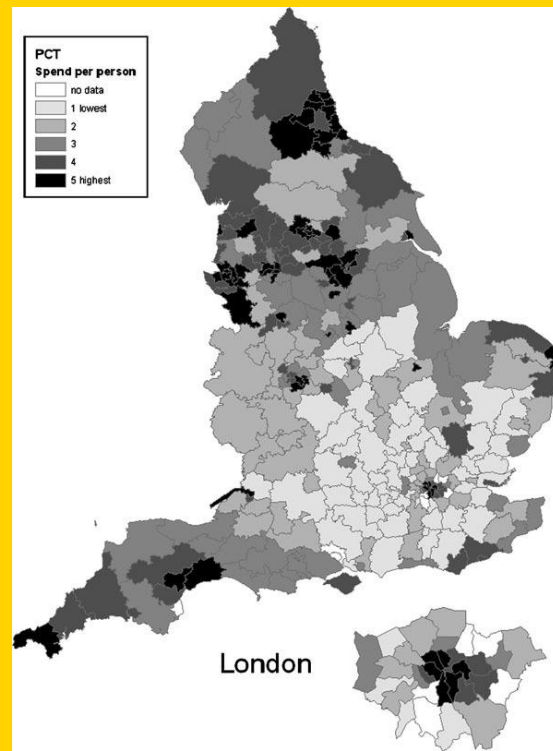 PCT
Spend per person
no data
1 lowest
2
3
4
5 highest
London